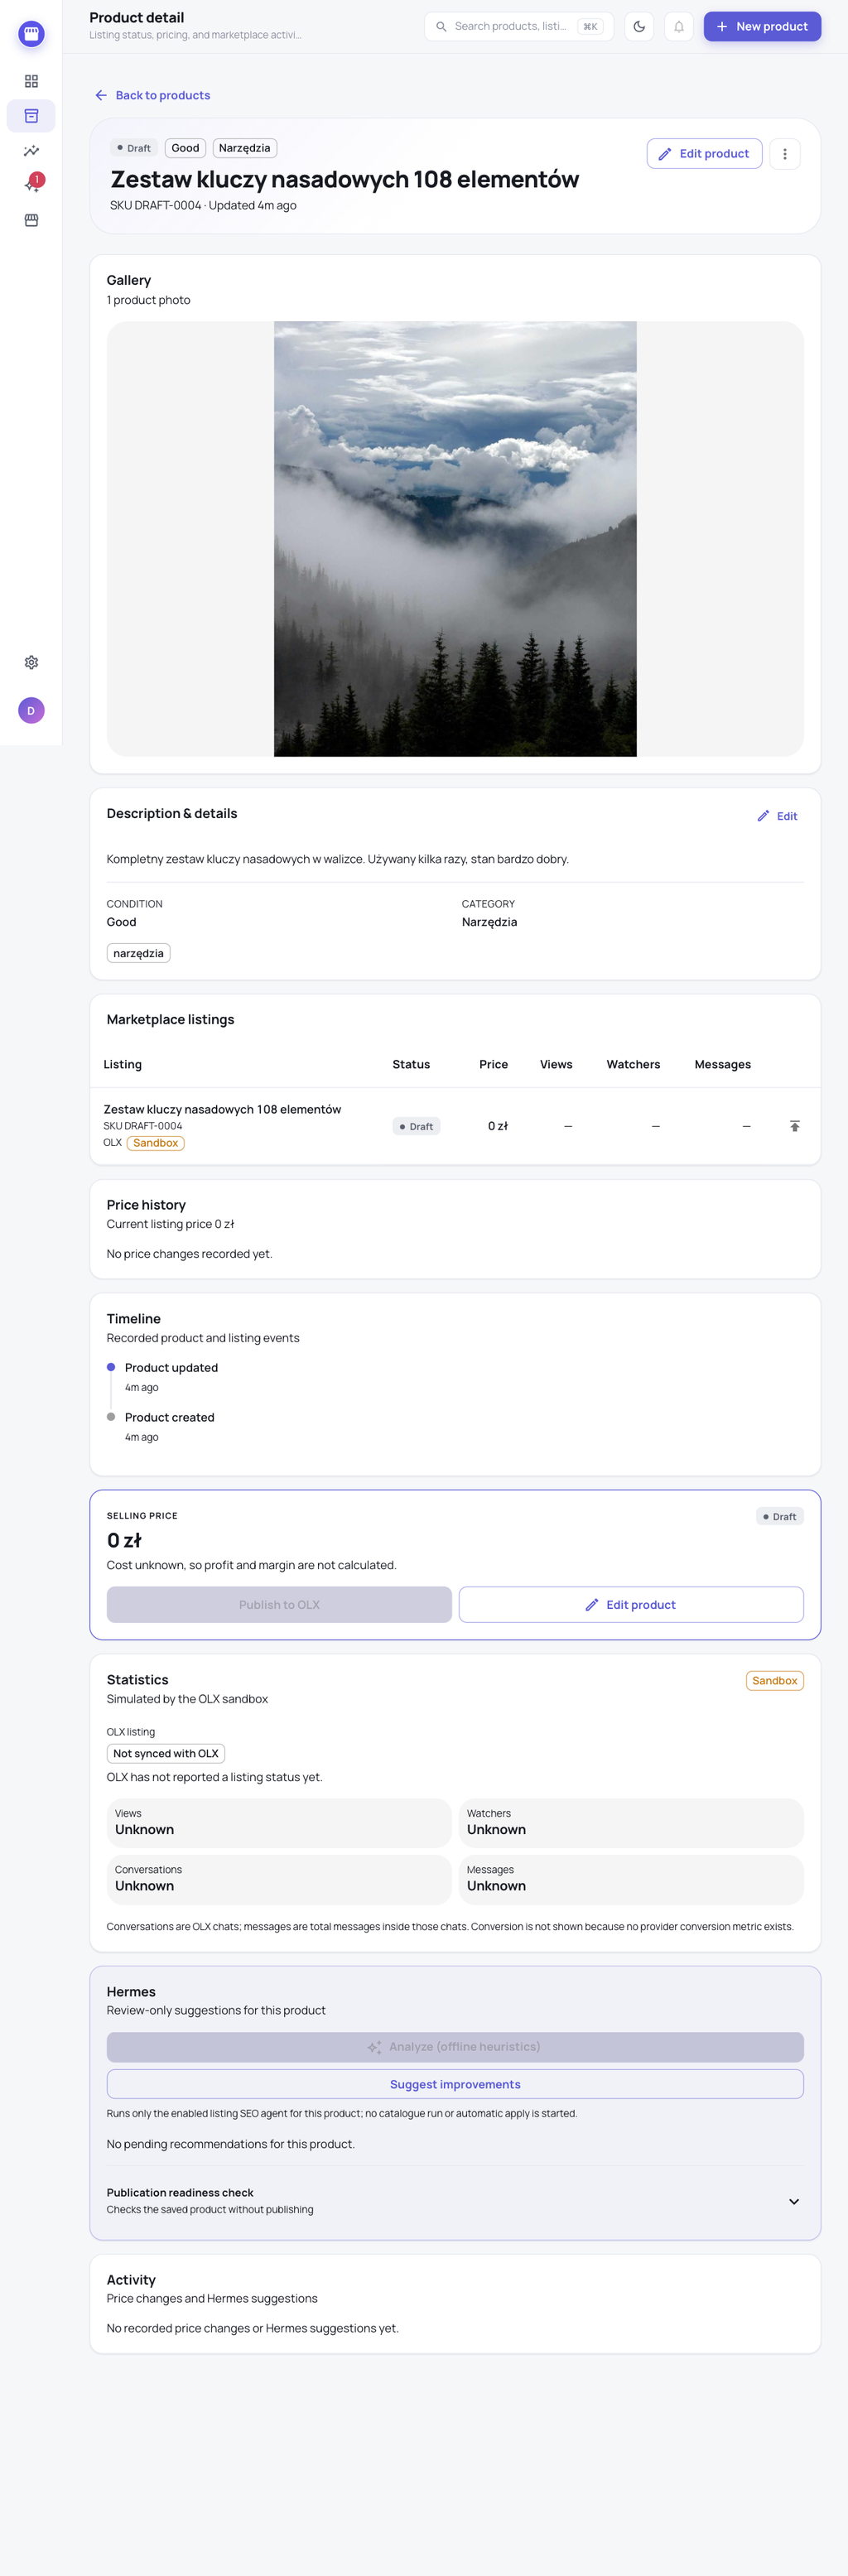 Product detail
Listing status, pricing, and marketplace activi...
Search products, listi...
⌘K
New product
1
D
Back to products
Draft
Good
Narzędzia
Edit product
Zestaw kluczy nasadowych 108 elementów
SKU DRAFT-0004 · Updated 4m ago
Gallery
1 product photo
Description & details
Edit
Kompletny zestaw kluczy nasadowych w walizce. Używany kilka razy, stan bardzo dobry.
CONDITION
CATEGORY
Good
Narzędzia
narzędzia
Marketplace listings
Listing Status Price Views Watchers Messages
Zestaw kluczy nasadowych 108 elementów
SKU DRAFT-0004
OLX Sandbox
Draft
0 zł
—
—
—
Price history
Current listing price 0 zł
No price changes recorded yet.
Timeline
Recorded product and listing events
Product updated
4m ago
Product created
4m ago
SELLING PRICE
Draft
0 zł
Cost unknown, so profit and margin are not calculated.
Publish to OLX
Edit product
Statistics
Sandbox
Simulated by the OLX sandbox
OLX listing
Not synced with OLX
OLX has not reported a listing status yet.
Views
Unknown
Watchers
Unknown
Conversations
Unknown
Messages
Unknown
Conversations are OLX chats; messages are total messages inside those chats. Conversion is not shown because no provider conversion metric exists.
Hermes
Review-only suggestions for this product
Analyze (offline heuristics)
Suggest improvements
Runs only the enabled listing SEO agent for this product; no catalogue run or automatic apply is started.
No pending recommendations for this product.
Publication readiness check
Checks the saved product without publishing
Activity
Price changes and Hermes suggestions
No recorded price changes or Hermes suggestions yet.